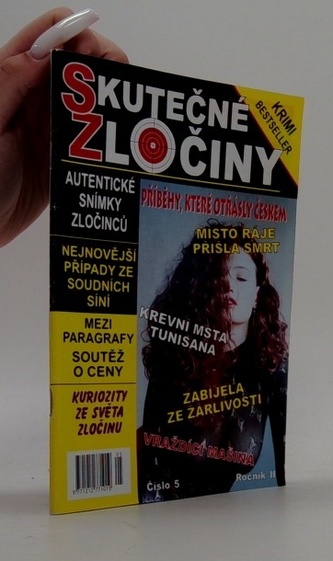 SKUTEČNÉ
ZLOČINY
KRIMI
BESTSELLER
AUTENTICKÉ
SNÍMKY
ZLOČINCŮ
NEJNOVĚJŠÍ
PŘÍPADY ZE
SOUDNÍCH
SÍNÍ
MEZI
PARAGRAFY
SOUTĚŽ
O CENY
KURIOZITY
ZE SVĚTA
ZLOČINU
PŘÍBĚHY, KTERÉ OTŘÁSLY ČESKEM
MÍSTO RÁJE
PŘIŠLA SMRT
KREVNÍ MSTA
TUNISANA
ZABÍJELA
ZE ŽÁRLIVOSTI
VRAŽDÍCÍ MAŠINA
Číslo 5
Ročník II